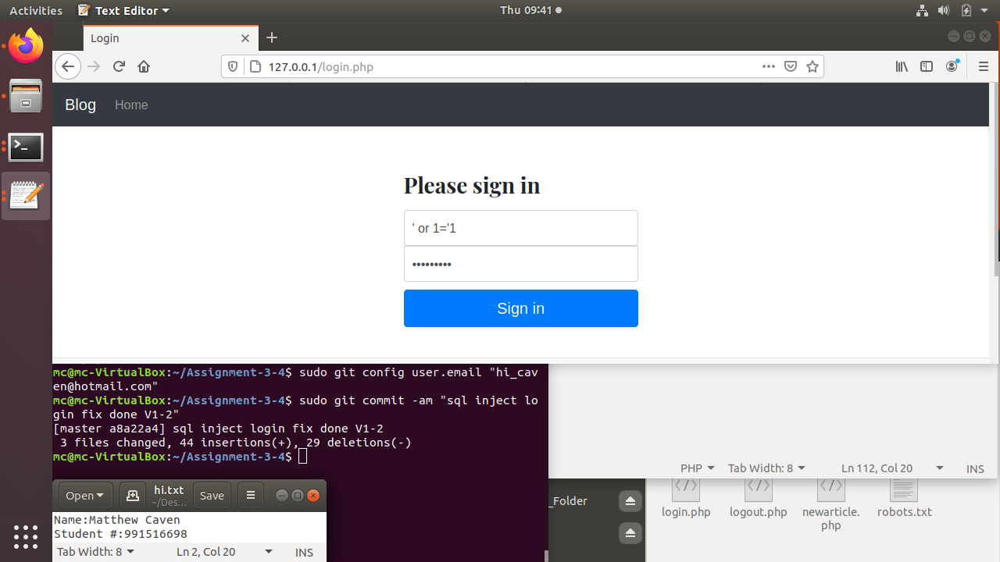 Activities Text Editor Thu 09:41
Login
127.0.0.1/login.php
Blog Home
Please sign in
' or 1='1
•••••••••
Sign in
mc@mc-VirtualBox:~/Assignment-3-4$ sudo git config user.email "hi_cav
en@hotmail.com"
mc@mc-VirtualBox:~/Assignment-3-4$ sudo git commit -am "sql inject lo
gin fix done V1-2"
[master a8a22a4] sql inject login fix done V1-2
 3 files changed, 44 insertions(+), 29 deletions(-)
mc@mc-VirtualBox:~/Assignment-3-4$
PHP Tab Width: 8 Ln 112, Col 20 INS
Open hi.txt Save
~/Des…
Name:Matthew Caven
Student #:991516698
Tab Width: 8 Ln 2, Col 20 INS
_Folder
login.php logout.php newarticle.
php robots.txt